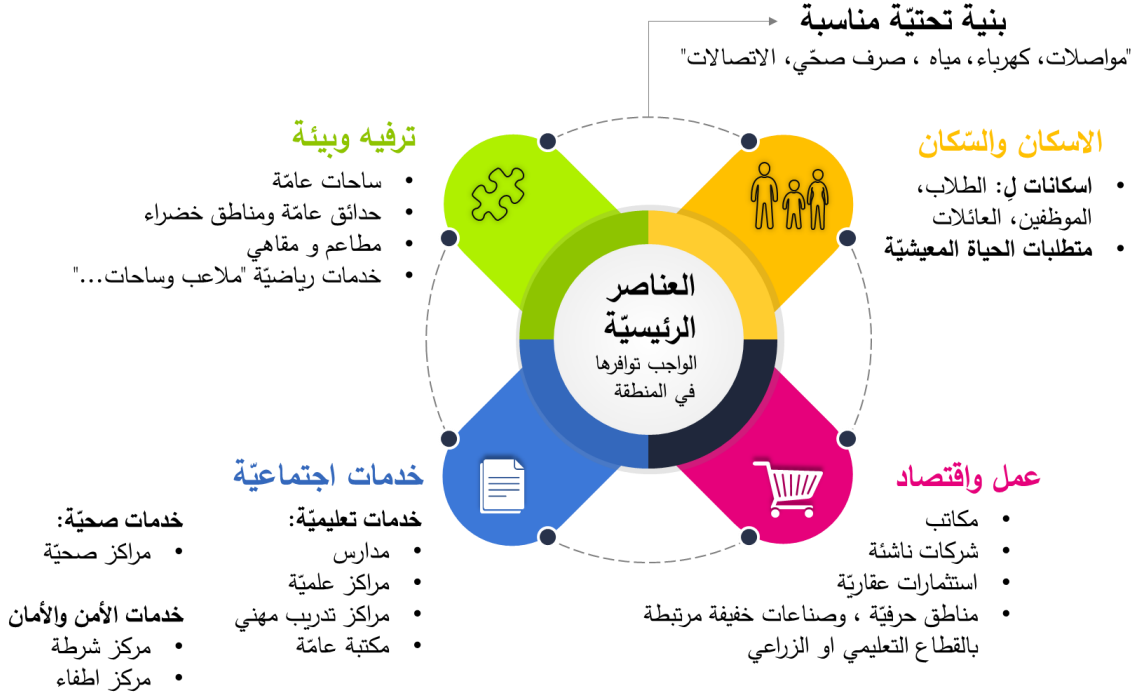 بنية تحتيّة مناسبة
"مواصلات، كهرباء، مياه ، صرف صحّي، الاتصالات"
الاسكان والسّكان
• اسكانات لِ: الطلاب،
الموظفين، العائلات
• متطلبات الحياة المعيشيّة
ترفيه وبيئة
• ساحات عامّة
• حدائق عامّة ومناطق خضراء
• مطاعم و مقاهي
• خدمات رياضيّة "ملاعب وساحات..."
العناصر
الرئيسيّة
الواجب توافرها
في المنطقة
عمل واقتصاد
• مكاتب
• شركات ناشئة
• استثمارات عقاريّة
• مناطق حرفيّة ، وصناعات خفيفة مرتبطة
بالقطاع التعليمي او الزراعي
خدمات اجتماعيّة
خدمات تعليميّة:
• مدارس
• مراكز علميّة
• مراكز تدريب مهني
• مكتبة عامّة
خدمات صحيّة:
• مراكز صحيّة
خدمات الأمن والأمان
• مركز شرطة
• مركز اطفاء